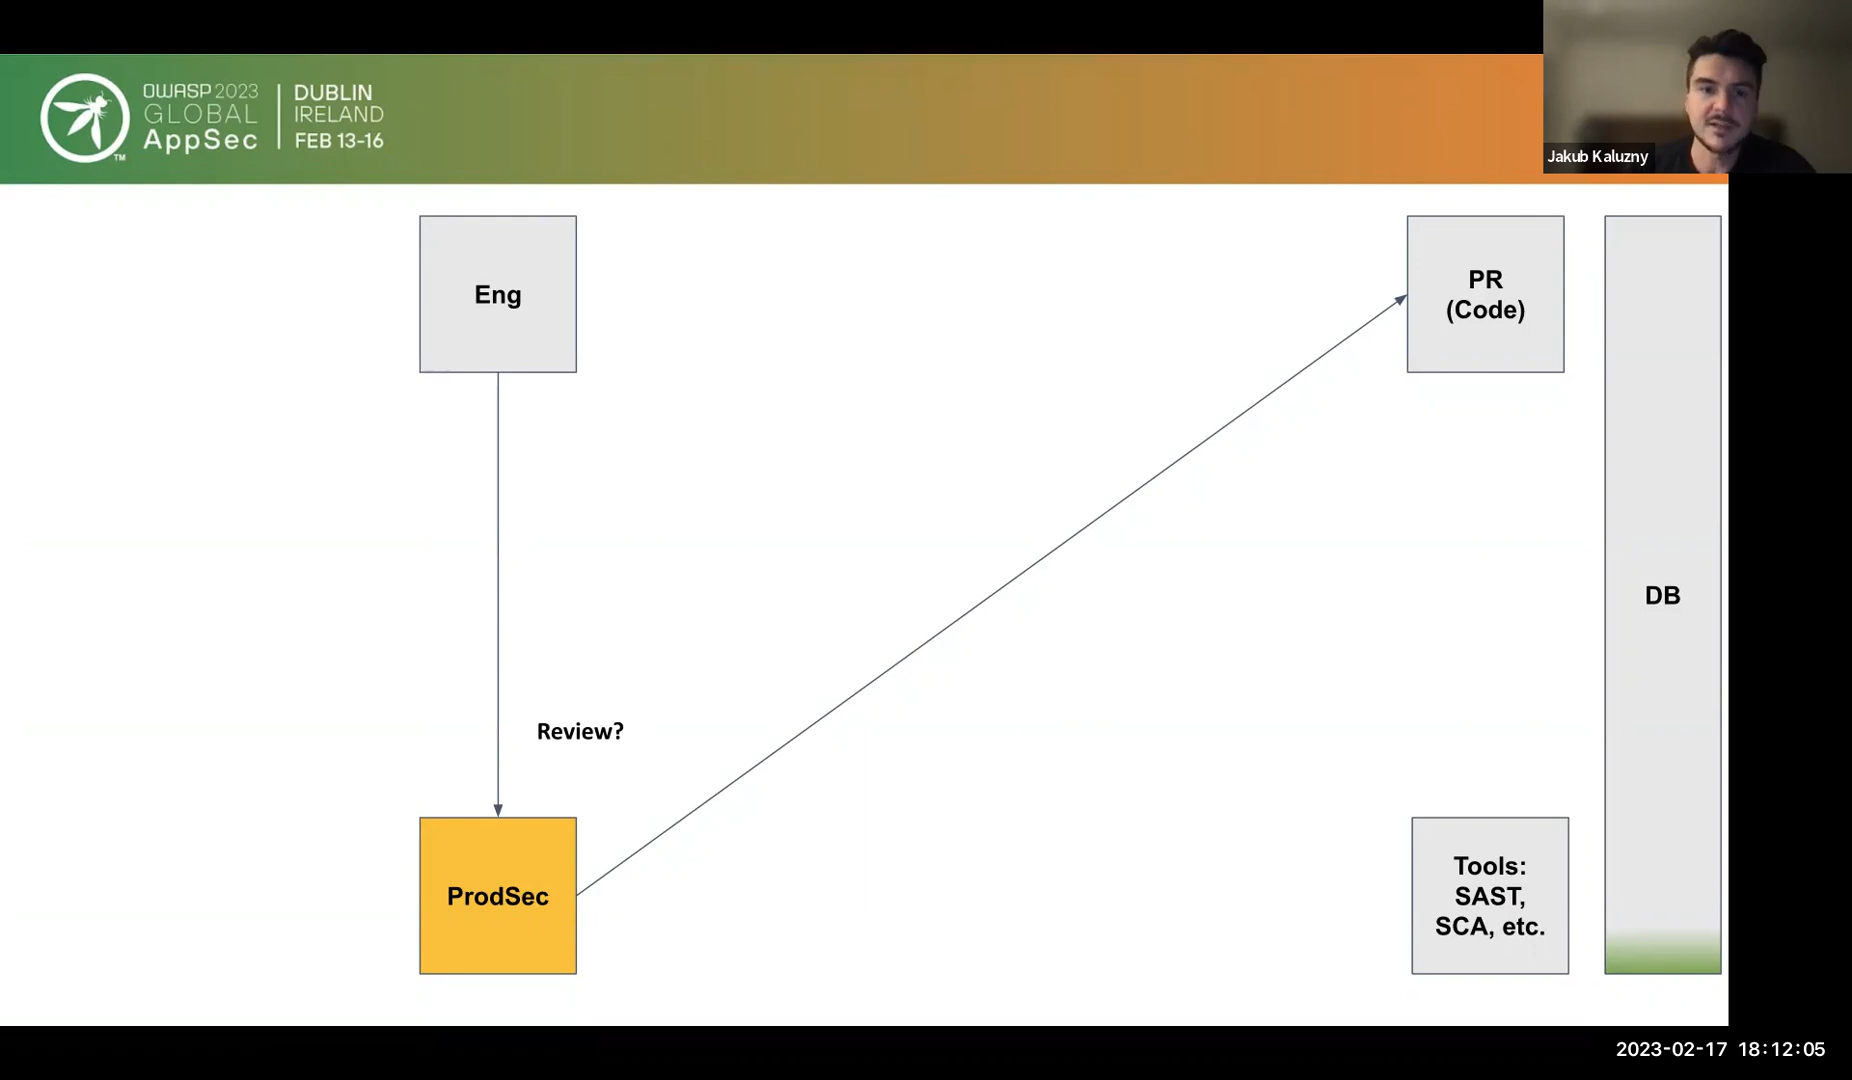 OWASP 2023
GLOBAL
AppSec
TM
DUBLIN
IRELAND
FEB 13-16
Jakub Kaluzny
Eng
PR
(Code)
DB
Review?
ProdSec
Tools:
SAST,
SCA, etc.
2023-02-17 18:12:05